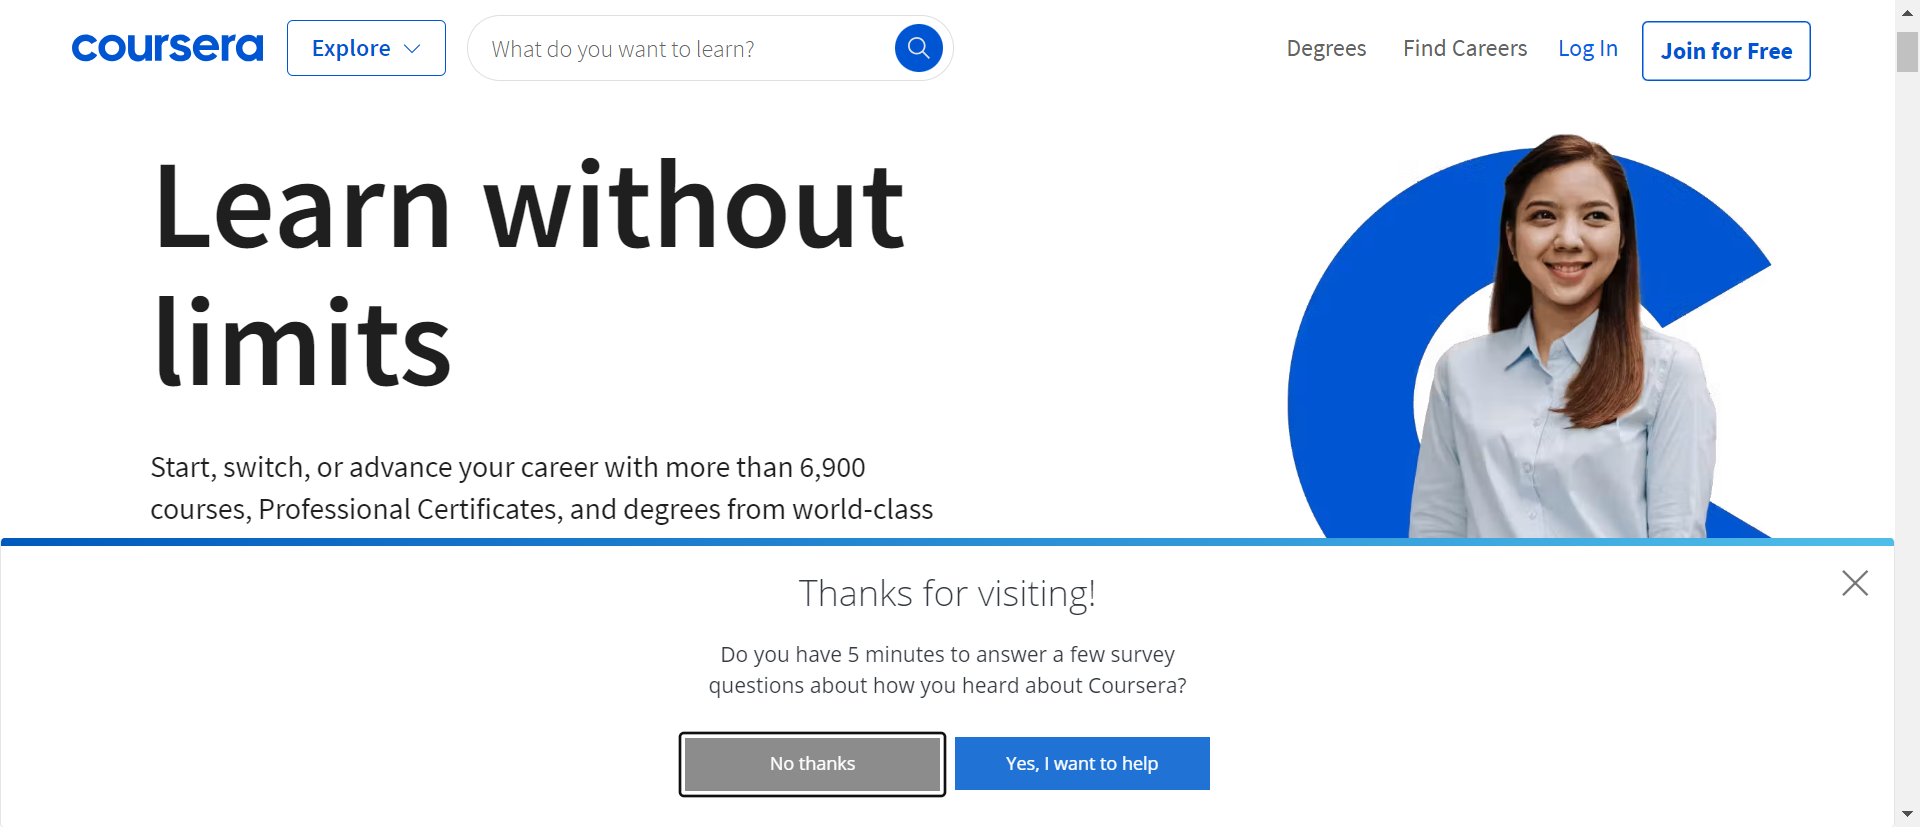 coursera
Explore
What do you want to learn?
Degrees
Find Careers
Log In
Join for Free
Learn without
limits
Start, switch, or advance your career with more than 6,900
courses, Professional Certificates, and degrees from world-class
Thanks for visiting!
Do you have 5 minutes to answer a few survey
questions about how you heard about Coursera?
No thanks
Yes, I want to help